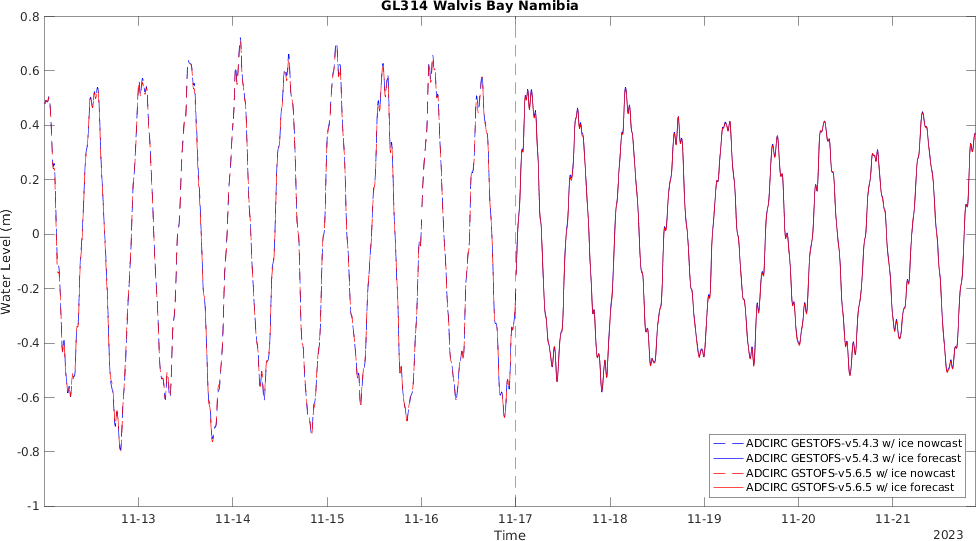 GL314 Walvis Bay Namibia
0.8
0.6
0.4
0.2
0
-0.2
-0.4
-0.6
-0.8
-1
Water Level (m)
11-13
11-14
11-15
11-16
11-17
11-18
11-19
11-20
11-21
Time
2023
ADCIRC GESTOFS-v5.4.3 w/ ice nowcast
ADCIRC GESTOFS-v5.4.3 w/ ice forecast
ADCIRC GSTOFS-v5.6.5 w/ ice nowcast
ADCIRC GSTOFS-v5.6.5 w/ ice forecast